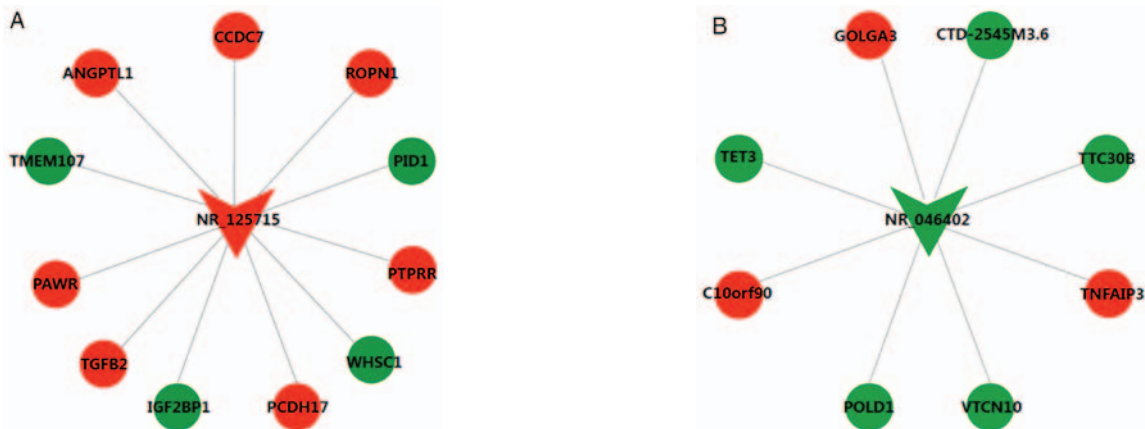 A
CCDC7
ANGPTL1
ROPN1
TMEM107
PID1
NR_125715
PAWR
PTPRR
TGFB2
WHSC1
IGF2BP1
PCDH17
B
GOLGA3
CTD-2545M3.6
TET3
TTC30B
NR_046402
C10orf90
TNFAIP3
POLD1
VTCN10